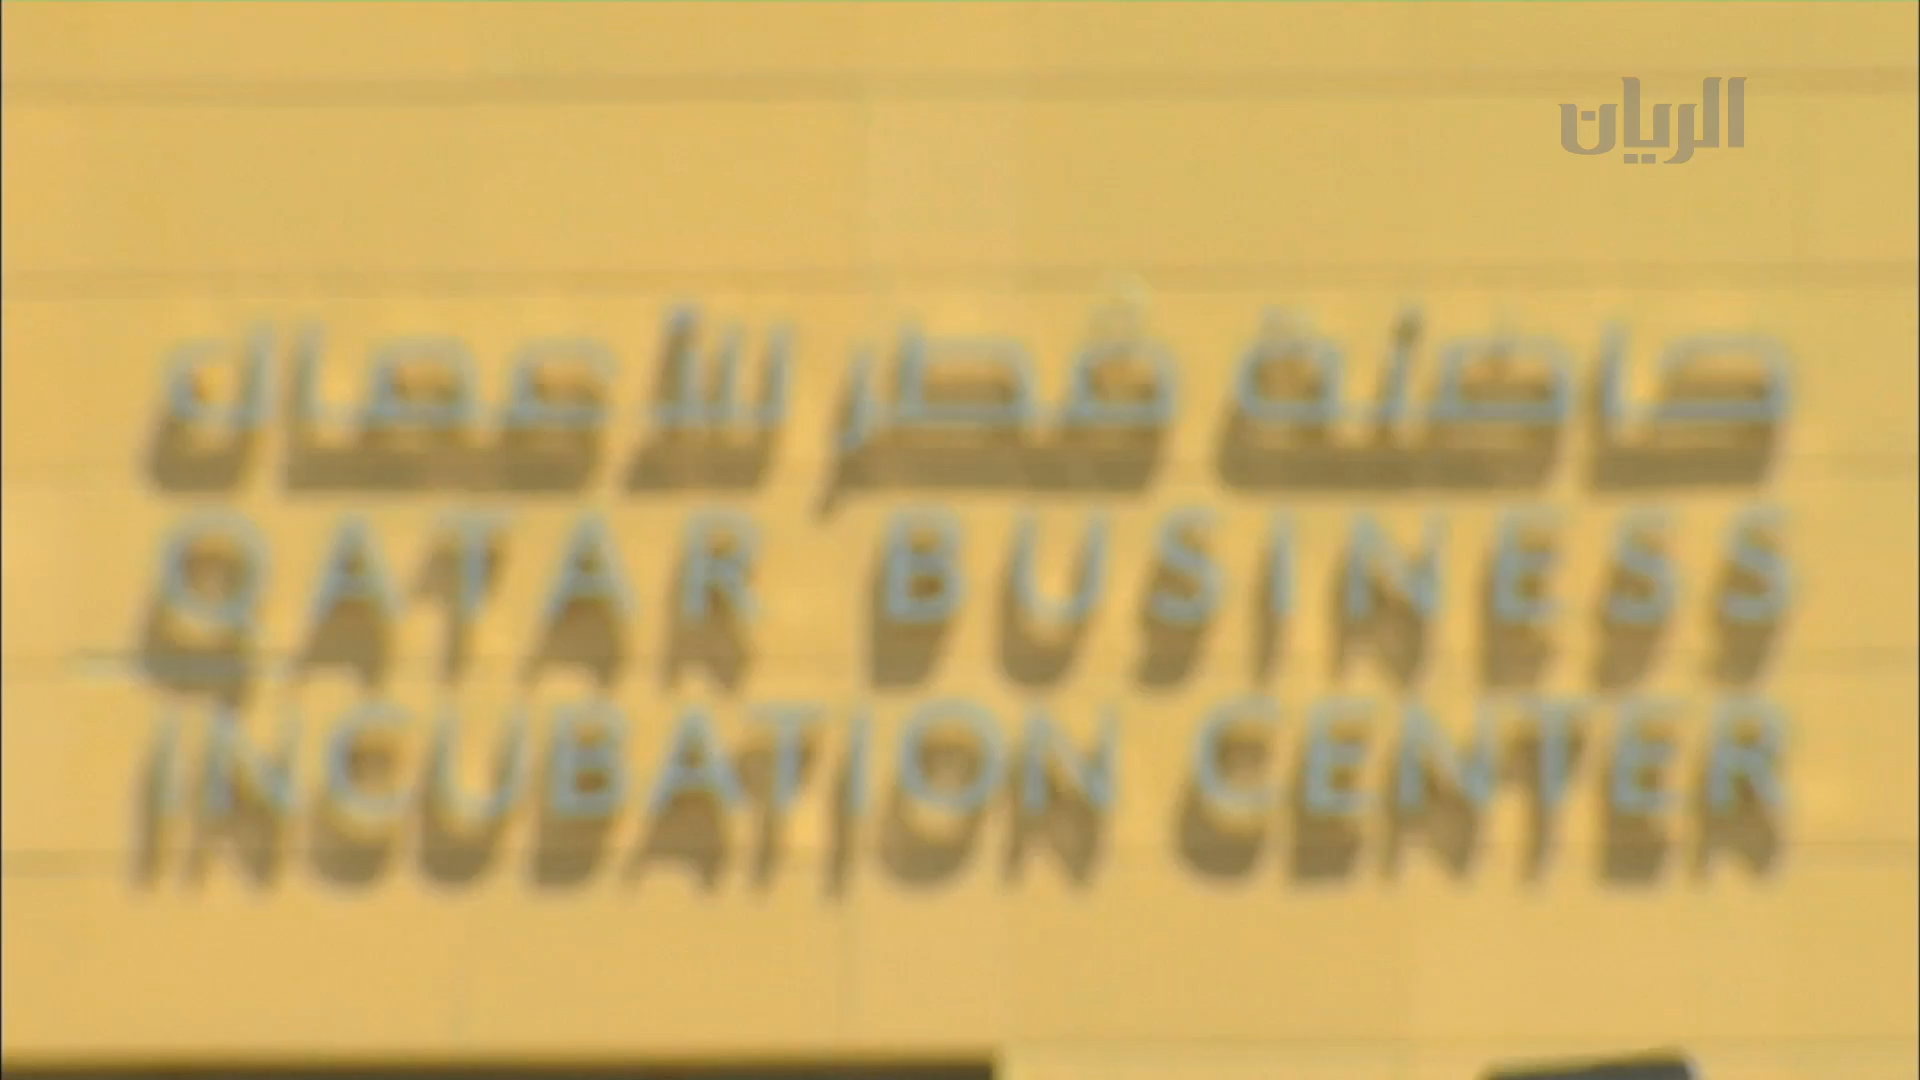 الريان
حاضنة قطر للأعمال
QATAR BUSINESS
INCUBATION CENTER